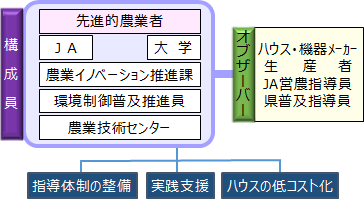 構成員
先進的農業者
ＪＡ
大学
農業イノベーション推進課
環境制御普及推進員
農業技術センター
オブザーバー
ハウス・機器メーカー
生産者
JA営農指導員
県普及指導員
指導体制の整備
実践支援
ハウスの低コスト化